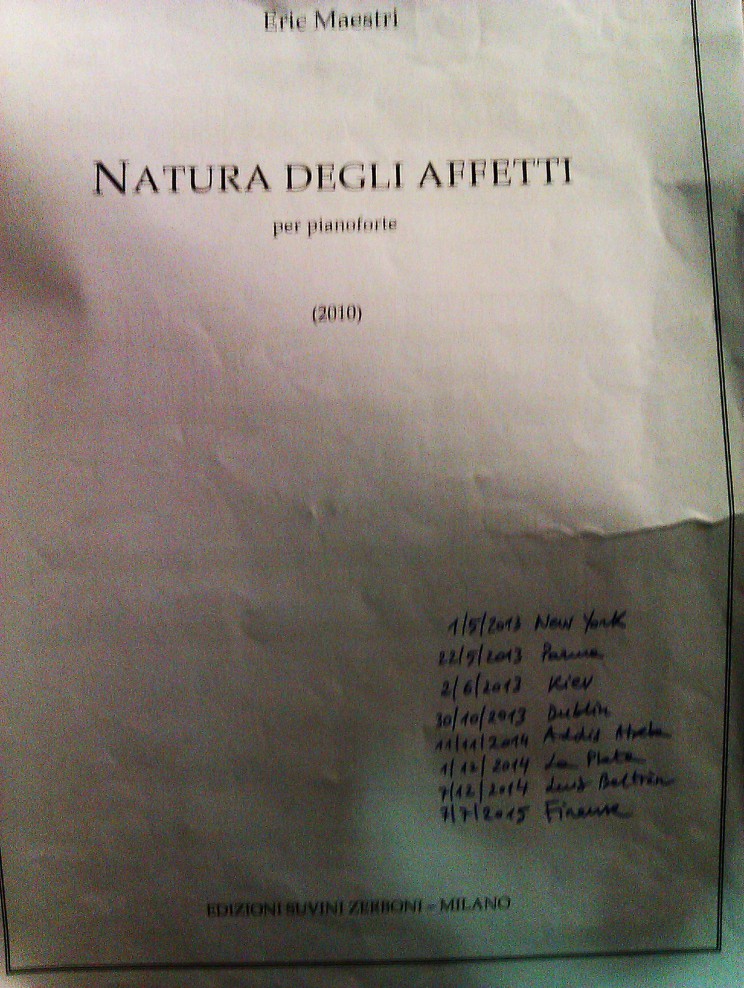 Eric Maestri
NATURA DEGLI AFFETTI
per pianoforte
(2010)
1/5/2013 New York
22/5/2013 Parma
2/6/2013 Kiev
30/10/2013 Dublin
11/11/2014 Addis Abeba
1/12/2014 La Plata
7/12/2014 Luis Beltràn
7/7/2015 Firenze
EDIZIONI SUVINI ZERBONI - MILANO